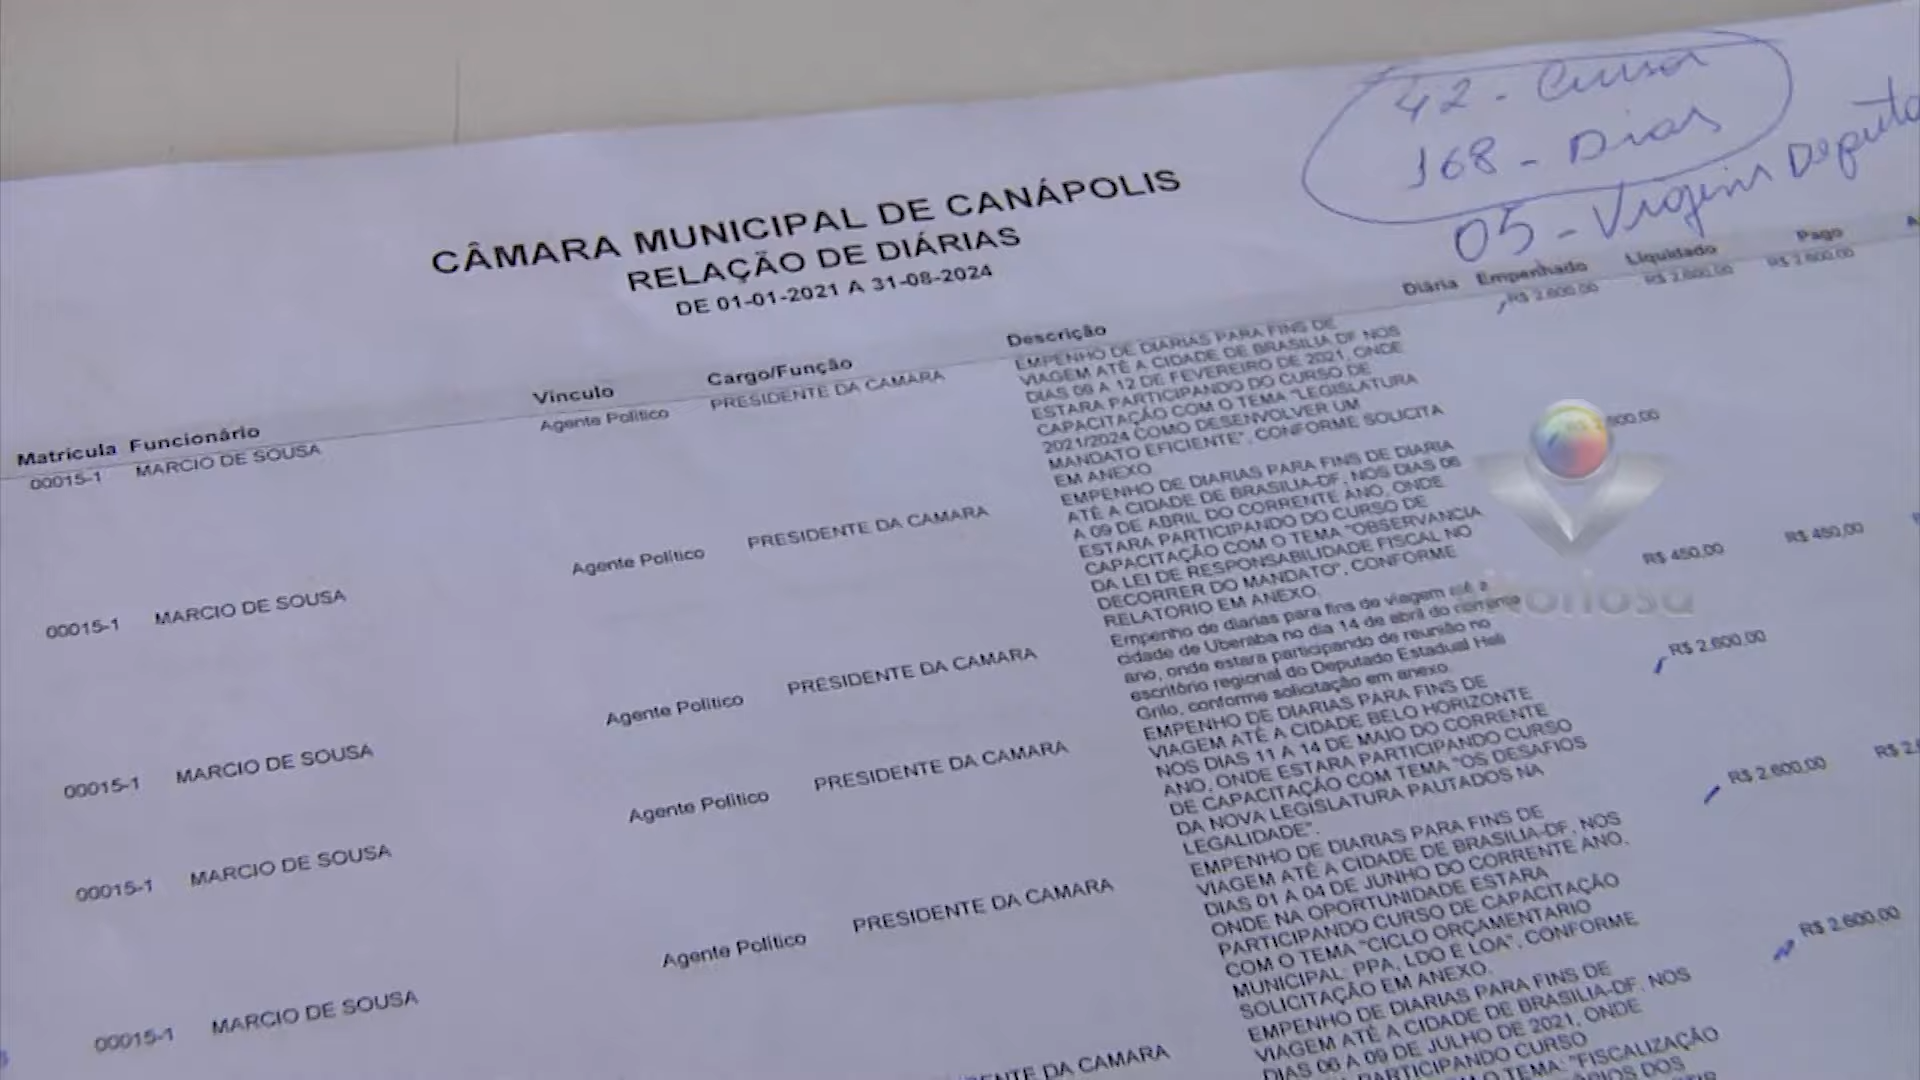 42 - Curso
168 - Dias
05 - Viagens Deputa
CÂMARA MUNICIPAL DE CANÁPOLIS
RELAÇÃO DE DIÁRIAS
DE 01-01-2021 A 31-08-2024
Matrícula Funcionário Vínculo Cargo/Função Descrição Diária Empenhado Liquidado Pago
00015-1 MARCIO DE SOUSA Agente Político PRESIDENTE DA CAMARA R$ 2.600,00 R$ 2.600,00 R$ 2.600,00
EMPENHO DE DIARIAS PARA FINS DE
VIAGEM ATÉ A CIDADE DE BRASILIA DF NOS
DIAS 09 A 12 DE FEVEREIRO DE 2021, ONDE
ESTARA PARTICIPANDO DO CURSO DE
CAPACITAÇÃO COM O TEMA "LEGISLATURA
2021/2024 COMO DESENVOLVER UM
MANDATO EFICIENTE", CONFORME SOLICITA
EM ANEXO
00015-1 MARCIO DE SOUSA Agente Político PRESIDENTE DA CAMARA
EMPENHO DE DIARIAS PARA FINS DE DIARIA
ATÉ A CIDADE DE BRASILIA-DF, NOS DIAS 06
A 09 DE ABRIL DO CORRENTE ANO, ONDE
ESTARA PARTICIPANDO DO CURSO DE
CAPACITAÇÃO COM O TEMA "OBSERVANCIA
DA LEI DE RESPONSABILIDADE FISCAL NO
DECORRER DO MANDATO", CONFORME
RELATORIO EM ANEXO.
00015-1 MARCIO DE SOUSA Agente Político PRESIDENTE DA CAMARA R$ 450,00 R$ 450,00
Empenho de diarias para fins de viagem até a
cidade de Uberaba no dia 14 de abril do corrente
ano, onde estara participando de reunião no
escritório regional do Deputado Estadual Heli
Grilo, conforme solicitação em anexo.
00015-1 MARCIO DE SOUSA Agente Político PRESIDENTE DA CAMARA R$ 2.600,00
EMPENHO DE DIARIAS PARA FINS DE
VIAGEM ATÉ A CIDADE BELO HORIZONTE
NOS DIAS 11 A 14 DE MAIO DO CORRENTE
ANO, ONDE ESTARA PARTICIPANDO CURSO
DE CAPACITAÇÃO COM TEMA "OS DESAFIOS
DA NOVA LEGISLATURA PAUTADOS NA
LEGALIDADE".
00015-1 MARCIO DE SOUSA Agente Político PRESIDENTE DA CAMARA R$ 2.600,00 R$ 2.
EMPENHO DE DIARIAS PARA FINS DE
VIAGEM ATÉ A CIDADE DE BRASILIA-DF, NOS
DIAS 01 A 04 DE JUNHO DO CORRENTE ANO,
ONDE NA OPORTUNIDADE ESTARA
PARTICIPANDO CURSO DE CAPACITAÇÃO
COM O TEMA "CICLO ORÇAMENTARIO
MUNICIPAL: PPA, LDO E LOA", CONFORME
SOLICITAÇÃO EM ANEXO.
ENTE DA CAMARA R$ 2.600,00
EMPENHO DE DIARIAS PARA FINS DE
VIAGEM ATÉ A CIDADE DE BRASILIA-DF, NOS
DIAS 06 A 09 DE JULHO DE 2021, ONDE
PARTICIPANDO CURSO
O TEMA: "FISCALIZAÇÃO
DOS